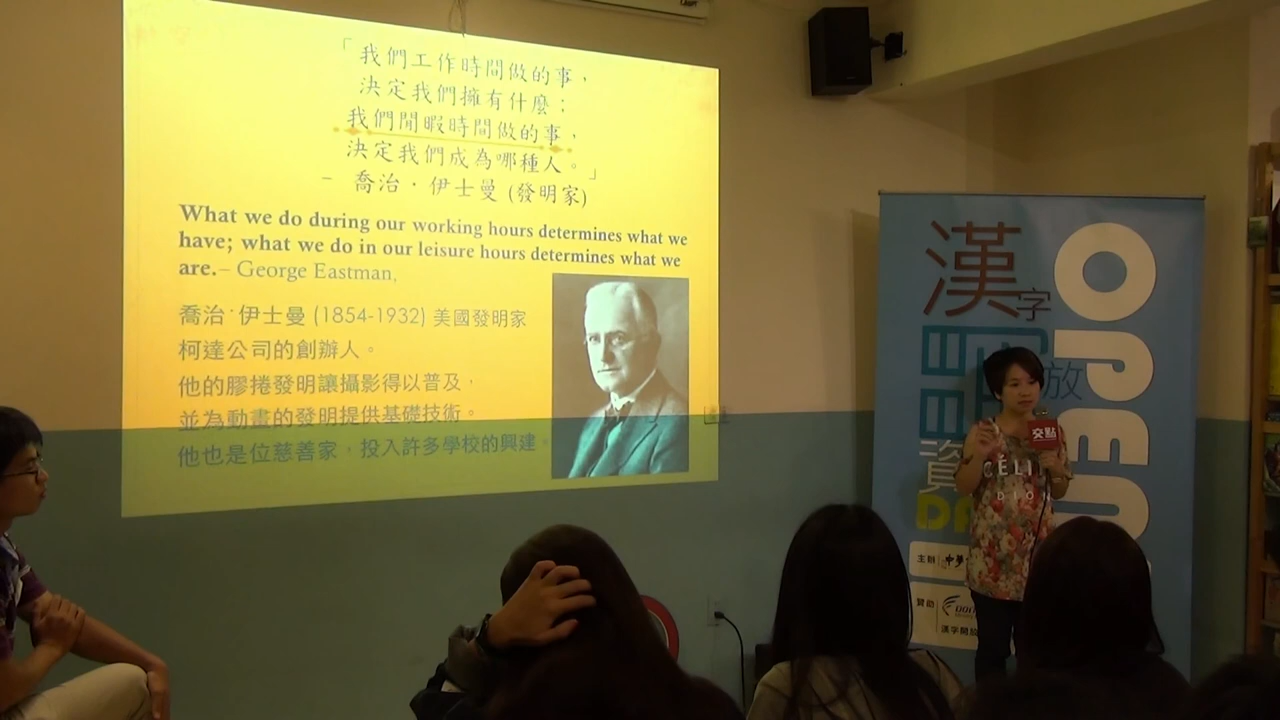 「我們工作時間做的事，
決定我們擁有什麼；
我們閒暇時間做的事，
決定我們成為哪種人。」
– 喬治．伊士曼 (發明家)
What we do during our working hours determines what we
have; what we do in our leisure hours determines what we
are.– George Eastman,
喬治·伊士曼 (1854-1932) 美國發明家
柯達公司的創辦人。
他的膠捲發明讓攝影得以普及，
並為動畫的發明提供基礎技術。
他也是位慈善家，投入許多學校的興建。
漢字
放
資
OPEN
DA
主辦
贊助
漢字開放
交點
CÉLI
DIO